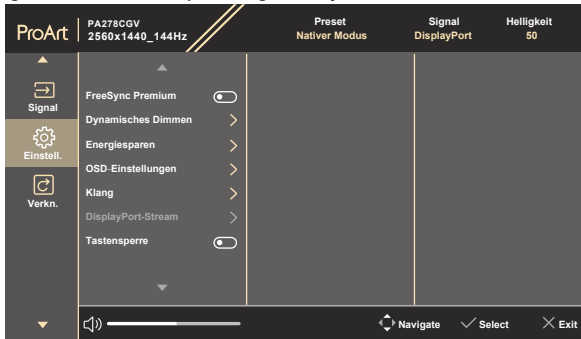 ProArt
PA278CGV
2560x1440_144Hz
Preset
Nativer Modus
Signal
DisplayPort
Helligkeit
50
Signal
Einstell.
Verkn.
FreeSync Premium
Dynamisches Dimmen
Energiesparen
OSD-Einstellungen
Klang
DisplayPort-Stream
Tastensperre
Navigate
Select
Exit